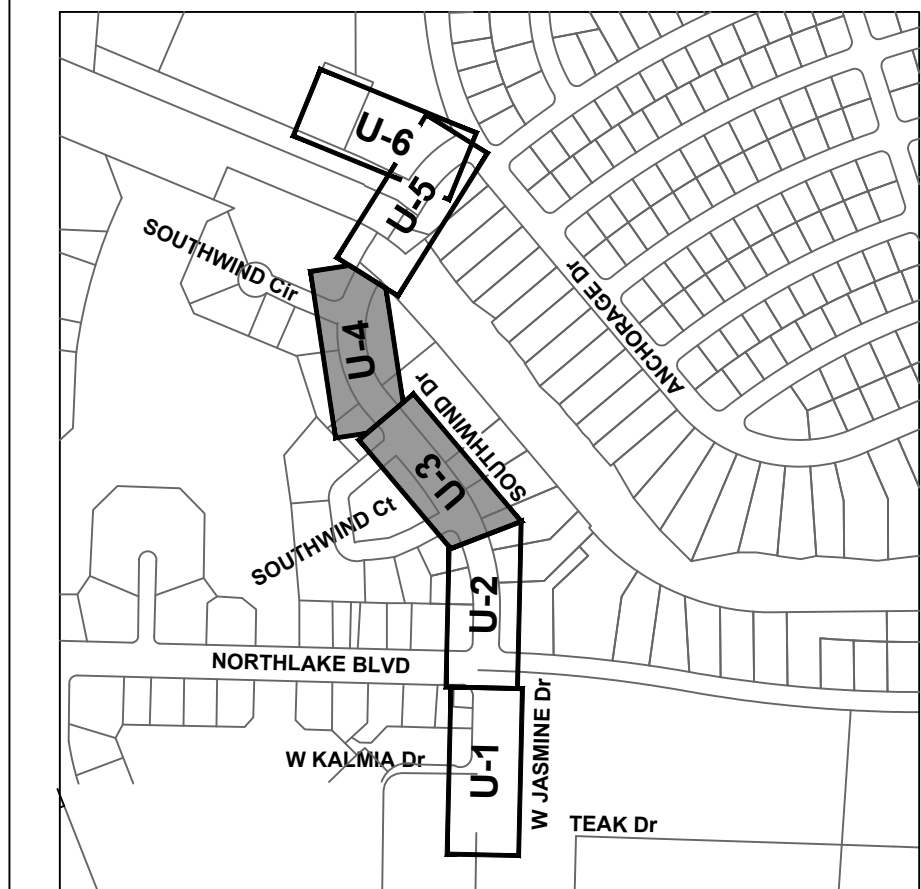 U-6
U-5
SOUTHWIND Cir
ANCHORAGE Dr
U-4
SOUTHWIND Dr
U-3
SOUTHWIND Ct
U-2
NORTHLAKE BLVD
W JASMINE Dr
W KALMIA Dr
U-1
TEAK Dr